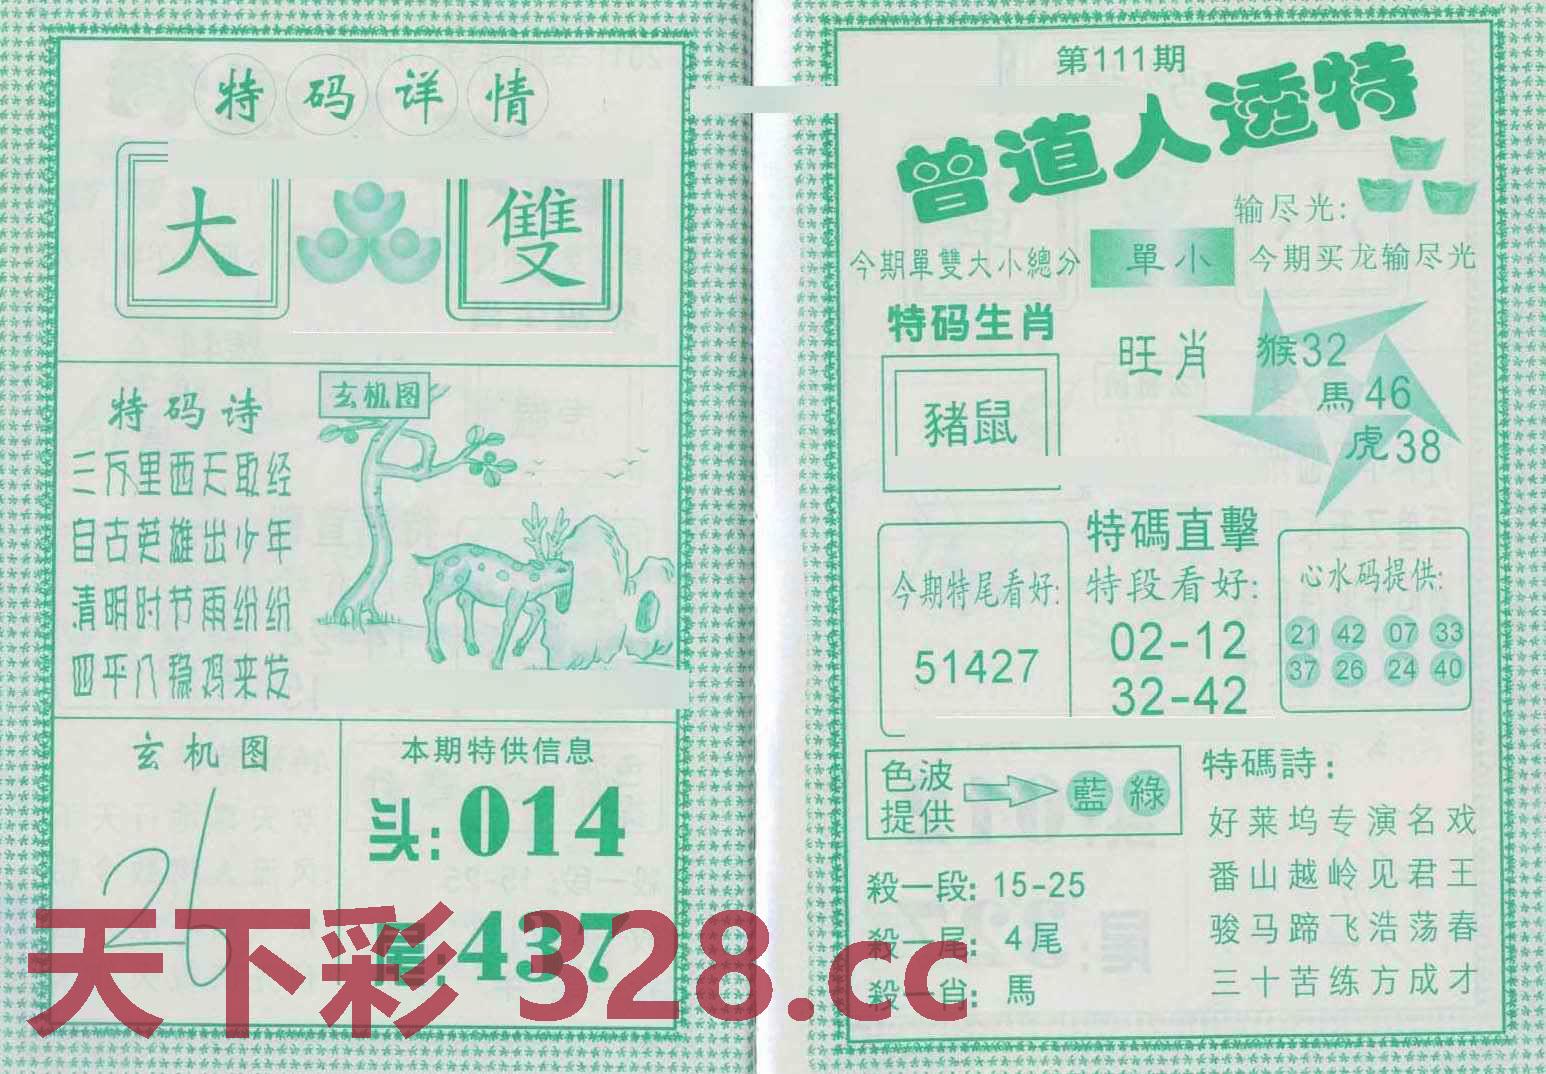 特码详情
大 雙
特码诗
玄机图
三万里西天取经
自古英雄出少年
清明时节雨纷纷
四平八稳鸡来发
玄机图
26
本期特供信息
头:014
尾:437
第111期
曾道人透特
输尽光:
今期單雙大小總分 單小 今期买龙输尽光
特码生肖
豬鼠
旺肖
猴32
馬46
虎38
今期特尾看好:
51427
特碼直擊
特段看好:
02-12
32-42
心水码提供:
21 42 07 33
37 26 24 40
色波提供
藍 綠
殺一段: 15-25
殺一尾: 4尾
殺一肖: 馬
特碼詩:
好莱坞专演名戏
番山越岭见君王
骏马蹄飞浩荡春
三十苦练方成才
天下彩 328.cc